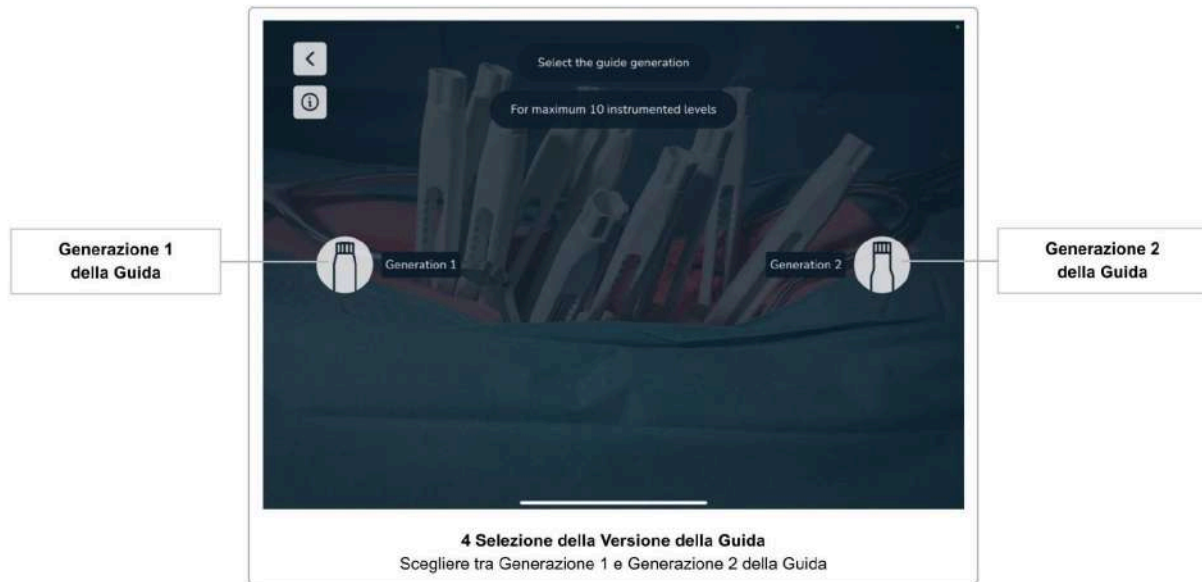 Select the guide generation
For maximum 10 instrumented levels
Generazione 1
della Guida
Generation 1
Generation 2
Generazione 2
della Guida
4 Selezione della Versione della Guida
Scegliere tra Generazione 1 e Generazione 2 della Guida